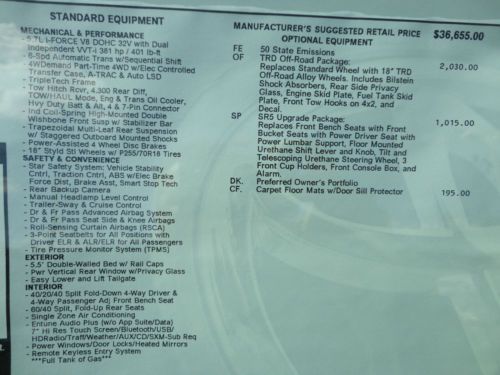 STANDARD EQUIPMENT
MECHANICAL & PERFORMANCE
- 5.7L i-FORCE V8 DOHC 32V with Dual
Independent VVT-i 381 hp / 401 lb-ft
- 6-Spd Automatic Trans w/Sequential Shift
- 4WDemand Part-Time 4WD w/Elec Controlled
Transfer Case, A-TRAC & Auto LSD
- TripleTech Frame
- Tow Hitch Rcvr, 4.300 Rear Diff,
TOW/HAUL Mode, Eng & Trans Oil Cooler,
Hvy Duty Batt & Alt, 4 & 7-Pin Connector
- Ind Coil-Spring High-Mounted Double
Wishbone Front Susp w/ Stabilizer Bar
- Trapezoidal Multi-Leaf Rear Suspension
w/ Staggered Outboard Mounted Shocks
- Power-Assisted 4 Wheel Disc Brakes
- 18" Styld Stl Wheels w/ P255/70R18 Tires
SAFETY & CONVENIENCE
- Star Safety System: Vehicle Stability
Cntrl, Traction Cntrl, ABS w/Elec Brake
Force Dist, Brake Asst, Smart Stop Tech
- Rear Backup Camera
- Manual Headlamp Level Control
- Trailer-Sway & Cruise Control
- Dr & Fr Pass Advanced Airbag System
- Dr & Fr Pass Seat Side & Knee Airbags
- Roll-Sensing Curtain Airbags (RSCA)
- 3-Point Seatbelts for All Positions with
Driver ELR & ALR/ELR for All Passengers
- Tire Pressure Monitor System (TPMS)
EXTERIOR
- 5.5' Double-Walled Bed w/ Rail Caps
- Pwr Vertical Rear Window w/Privacy Glass
- Easy Lower and Lift Tailgate
INTERIOR
- 40/20/40 Split Fold-Down 4-Way Driver &
4-Way Passenger Adj Front Bench Seat
- 60/40 Split, Fold-Up Rear Seats
- Single Zone Air Conditioning
- Entune Audio Plus (w/o App Suite/Data)
7" Hi Res Touch Screen/Bluetooth/USB/
HDRadio/Traff/Weather/AUX/CD/SXM-Sub Req
- Power Windows/Door Locks/Heated Mirrors
- Remote Keyless Entry System
***Full Tank of Gas***
MANUFACTURER'S SUGGESTED RETAIL PRICE $36,655.00
OPTIONAL EQUIPMENT
FE 50 State Emissions
OF TRD Off-Road Package: 2,030.00
Replaces Standard Wheel with 18" TRD
Off-Road Alloy Wheels. Includes Bilstein
Shock Absorbers, Rear Side Privacy
Glass, Engine Skid Plate, Fuel Tank Skid
Plate, Front Tow Hooks on 4x2, and
Decal.
SP SR5 Upgrade Package: 1,015.00
Replaces Front Bench Seats with Front
Bucket Seats with Power Driver Seat with
Power Lumbar Support, Floor Mounted
Urethane Shift Lever and Knob, Tilt and
Telescoping Urethane Steering Wheel, 3
Front Cup Holders, Front Console Box, and
Alarm.
DK. Preferred Owner's Portfolio
CF. Carpet Floor Mats w/Door Sill Protector 195.00